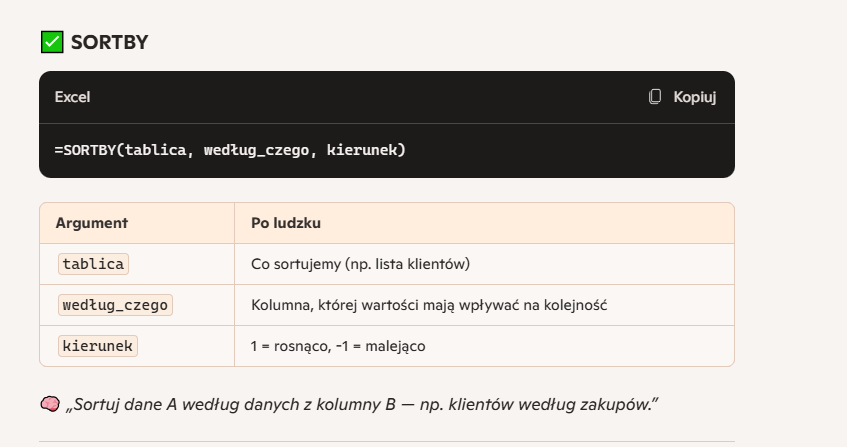 ✅ SORTBY
Excel
Kopiuj
=SORTBY(tablica, według_czego, kierunek)
Argument Po ludzku
tablica Co sortujemy (np. lista klientów)
według_czego Kolumna, której wartości mają wpływać na kolejność
kierunek 1 = rosnąco, -1 = malejąco
🧠 „Sortuj dane A według danych z kolumny B — np. klientów według zakupów.”